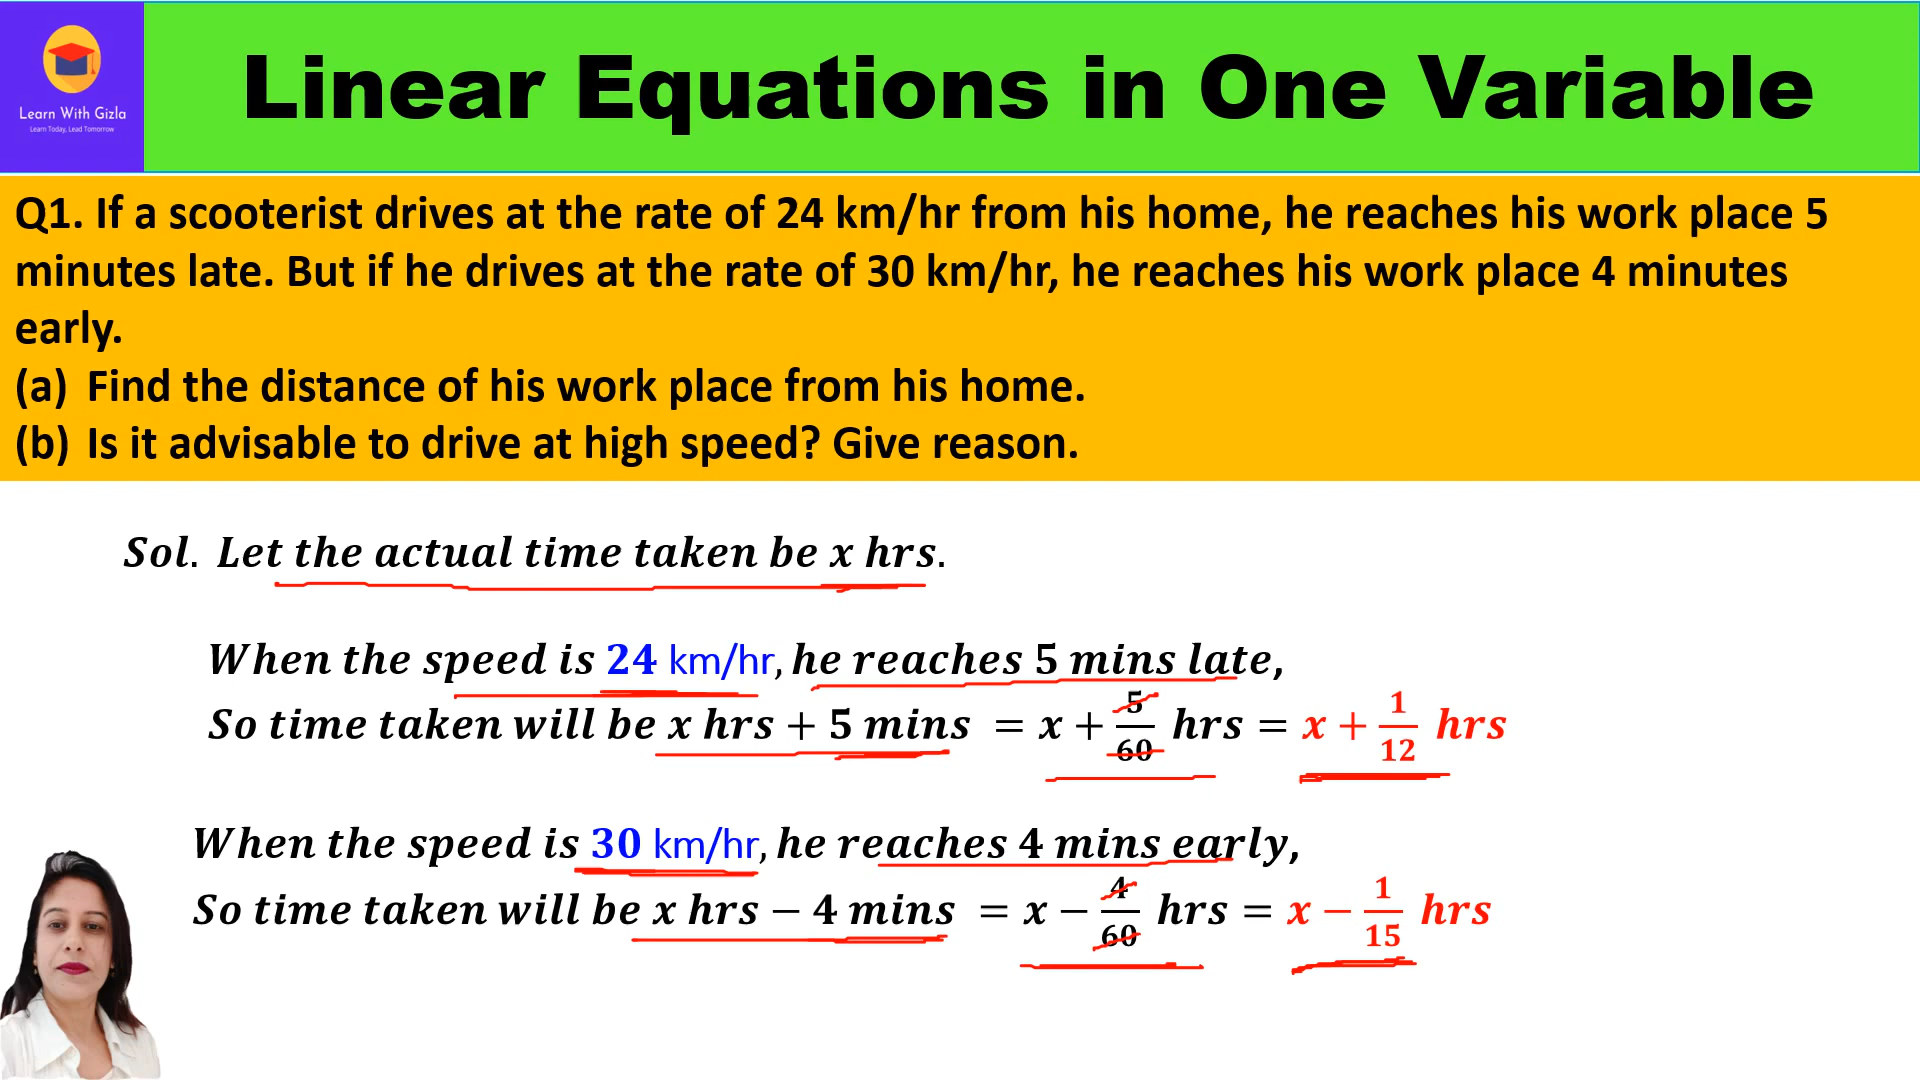 Learn With Gizla
Learn Today, Lead Tomorrow
Linear Equations in One Variable
Q1. If a scooterist drives at the rate of 24 km/hr from his home, he reaches his work place 5
minutes late. But if he drives at the rate of 30 km/hr, he reaches his work place 4 minutes
early.
(a) Find the distance of his work place from his home.
(b) Is it advisable to drive at high speed? Give reason.
Sol. Let the actual time taken be x hrs.
When the speed is 24 km/hr, he reaches 5 mins late,
So time taken will be x hrs + 5 mins = x + 5/60 hrs = x + 1/12 hrs
When the speed is 30 km/hr, he reaches 4 mins early,
So time taken will be x hrs − 4 mins = x − 4/60 hrs = x − 1/15 hrs